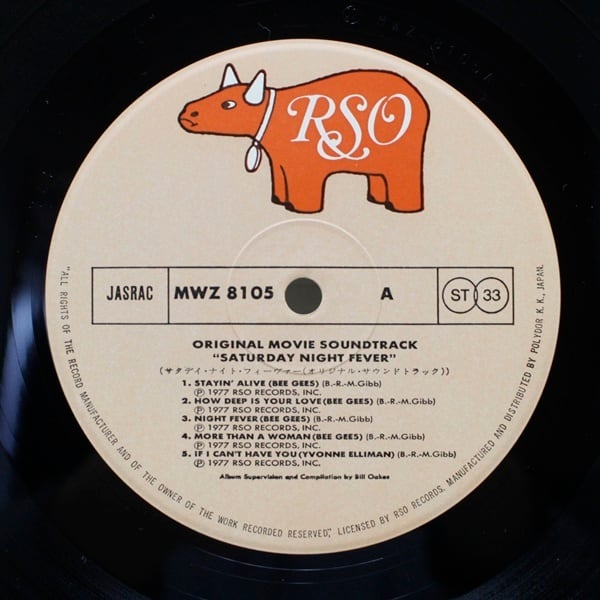 MWZ 8105 A
RSO
JASRAC
MWZ 8105
A
ST 33
ORIGINAL MOVIE SOUNDTRACK
"SATURDAY NIGHT FEVER"
(サタデイ・ナイト・フィーヴァー(オリジナル・サウンドトラック))
1. STAYIN' ALIVE (BEE GEES) (B.-R.-M.Gibb)
Ⓟ 1977 RSO RECORDS, INC.
2. HOW DEEP IS YOUR LOVE (BEE GEES) (B.-R.-M.Gibb)
Ⓟ 1977 RSO RECORDS, INC.
3. NIGHT FEVER (BEE GEES) (B.-R.-M.Gibb)
Ⓟ 1977 RSO RECORDS, INC.
4. MORE THAN A WOMAN (BEE GEES) (B.-R.-M.Gibb)
Ⓟ 1977 RSO RECORDS, INC.
5. IF I CAN'T HAVE YOU (YVONNE ELLIMAN) (B.-R.-M.Gibb)
Ⓟ 1977 RSO RECORDS, INC.
Album Supervision and Compilation by Bill Oakes
"ALL RIGHTS OF THE RECORD MANUFACTURER AND OF THE OWNER OF THE WORK RECORDED RESERVED," LICENSED BY RSO RECORDS, MANUFACTURED AND DISTRIBUTED BY POLYDOR K. K., JAPAN.